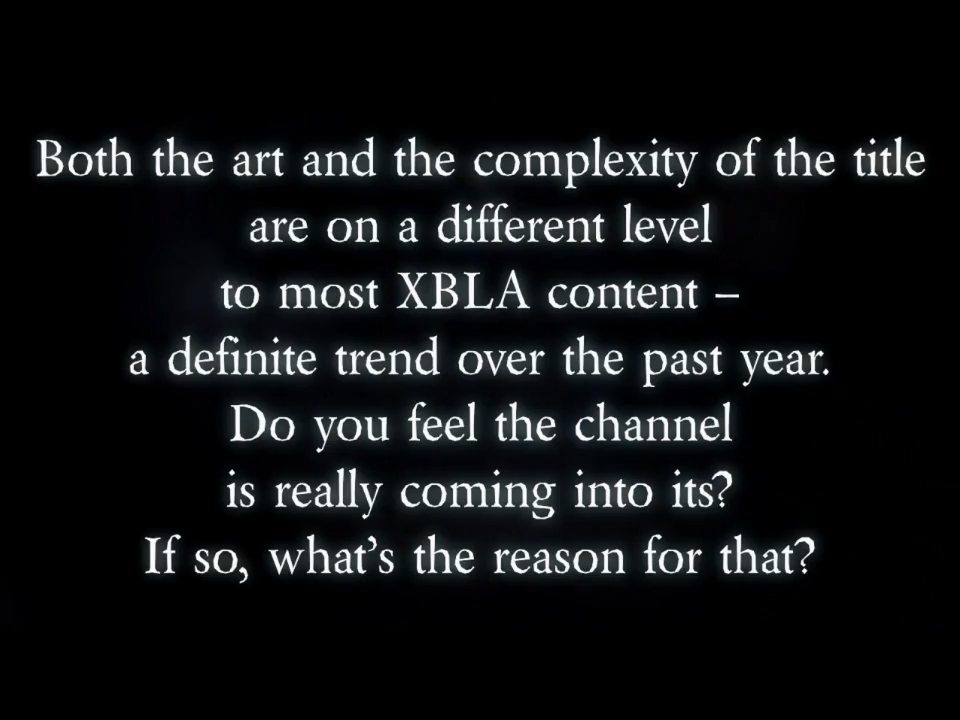 Both the art and the complexity of the title
are on a different level
to most XBLA content –
a definite trend over the past year.
Do you feel the channel
is really coming into its?
If so, what’s the reason for that?